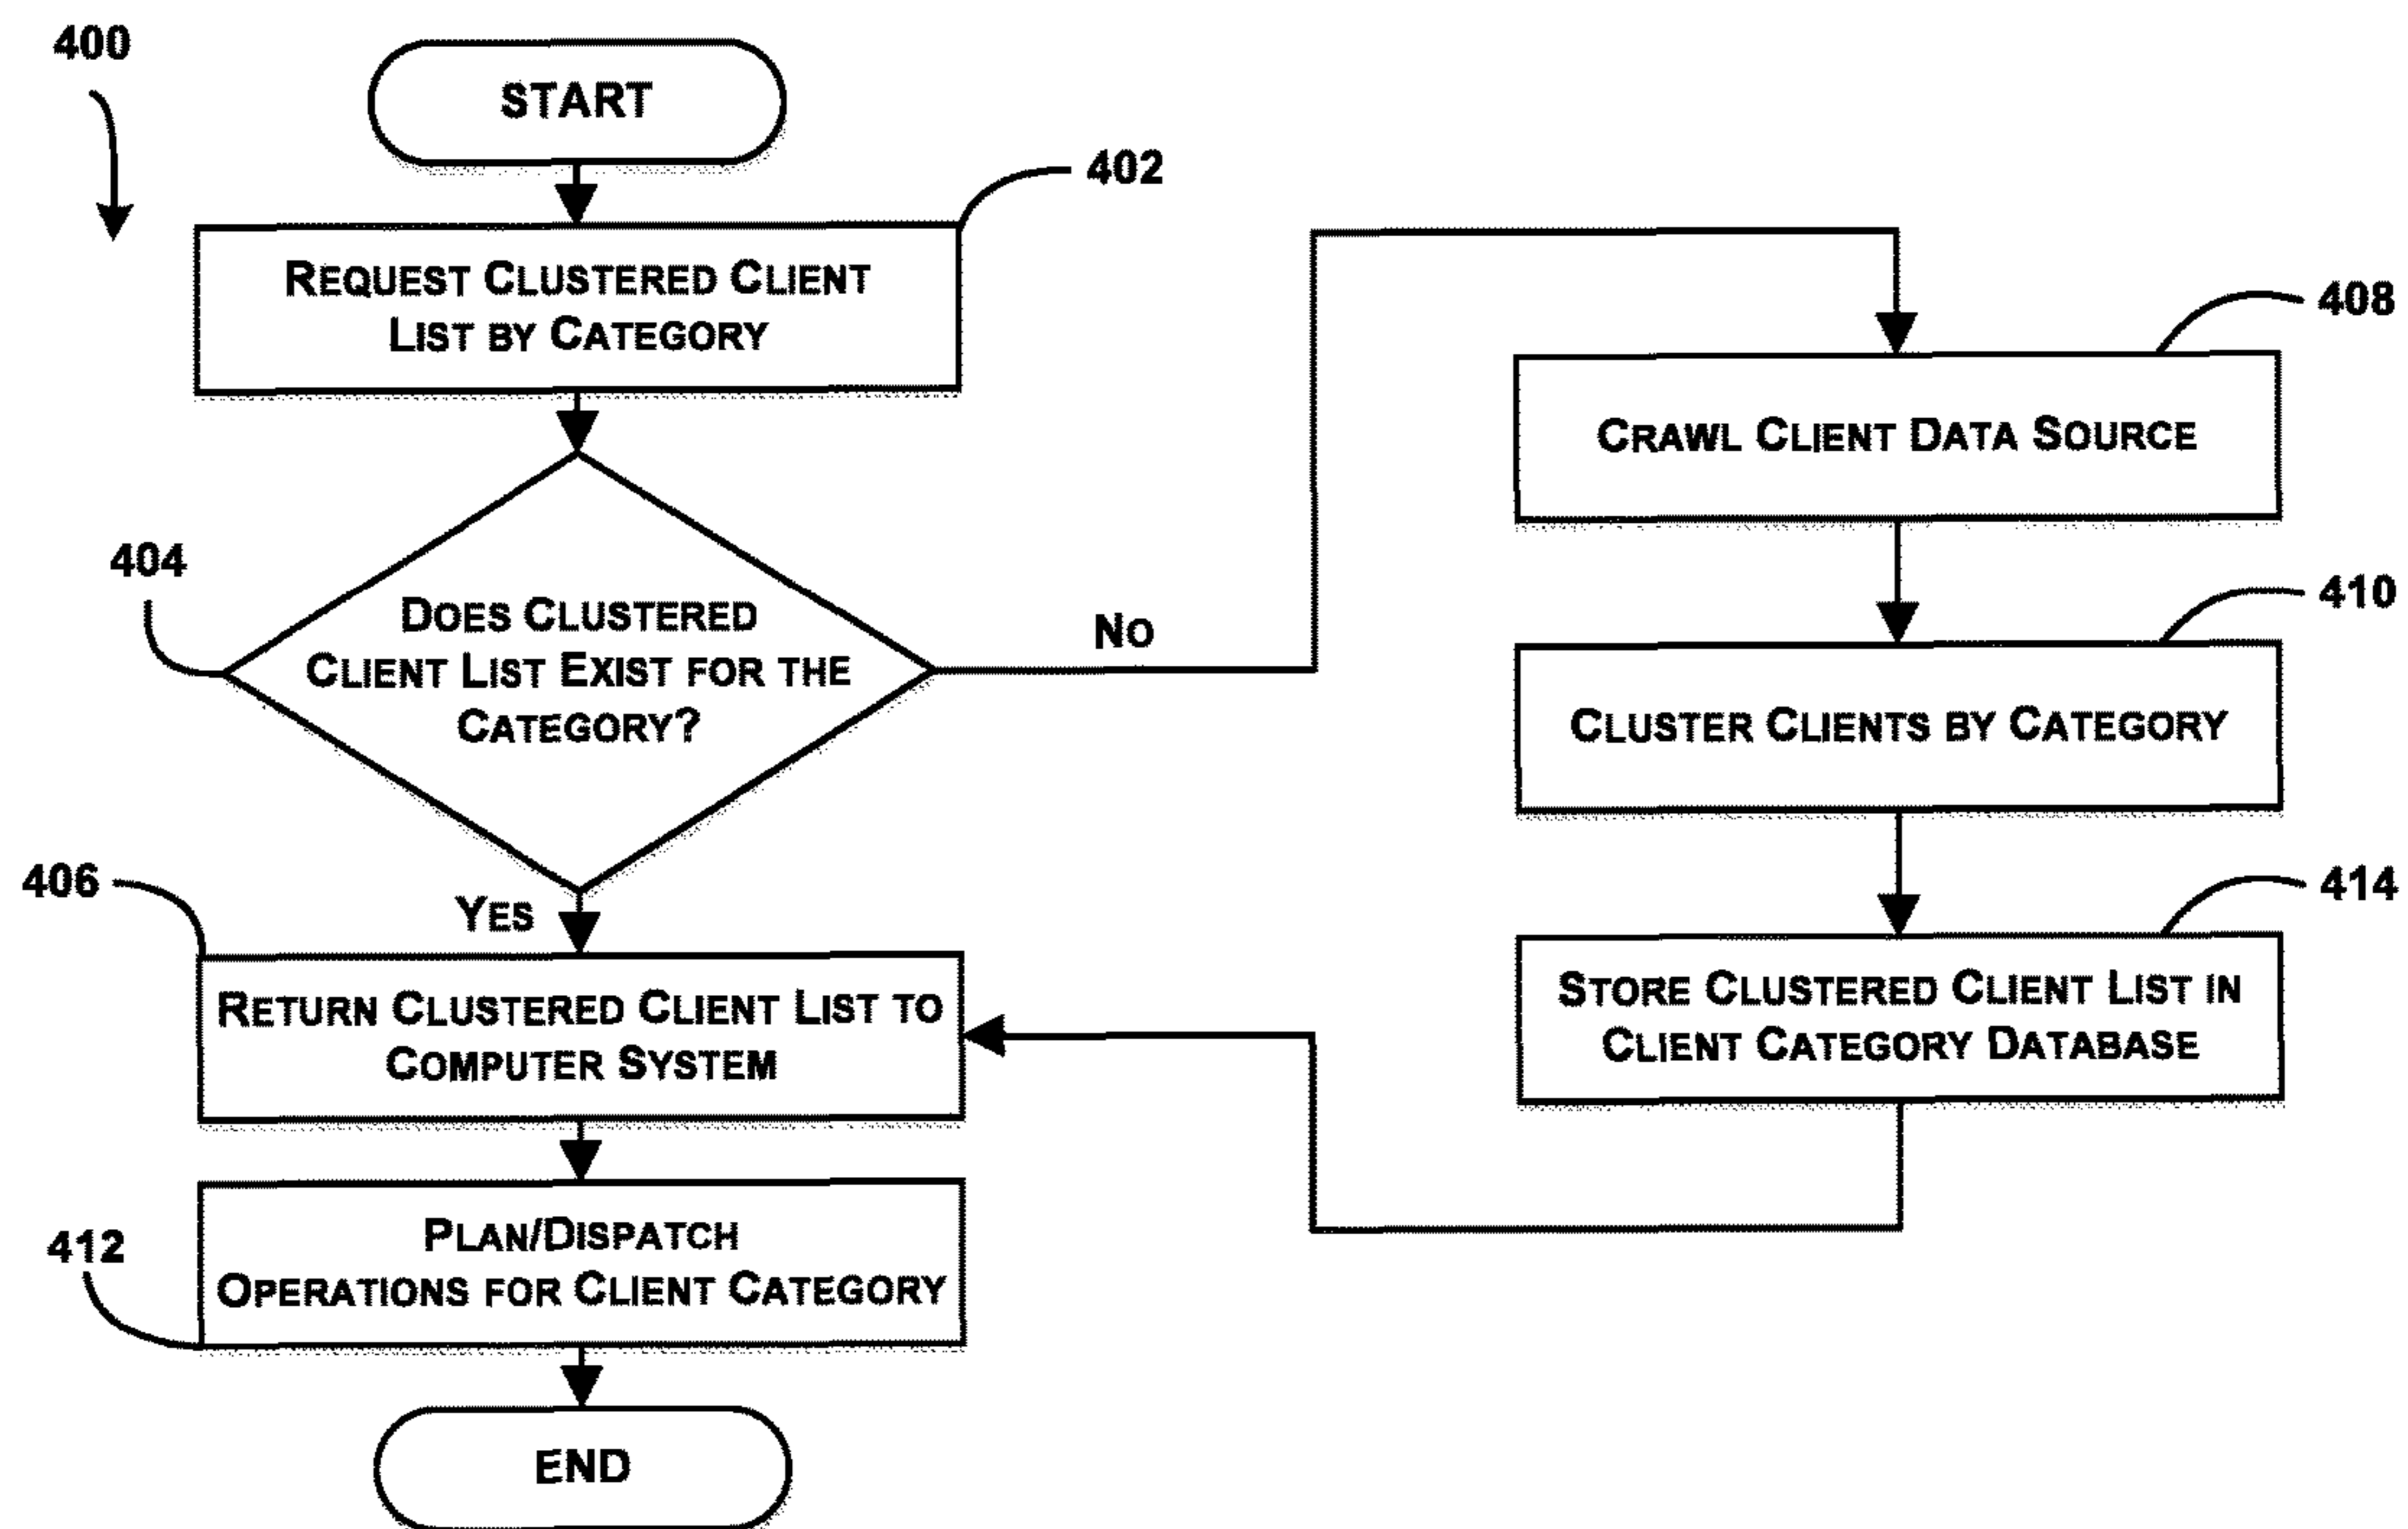 400
START
402
REQUEST CLUSTERED CLIENT
LIST BY CATEGORY
404
DOES CLUSTERED
CLIENT LIST EXIST FOR THE
CATEGORY?
NO
YES
406
RETURN CLUSTERED CLIENT LIST TO
COMPUTER SYSTEM
412
PLAN/DISPATCH
OPERATIONS FOR CLIENT CATEGORY
END
408
CRAWL CLIENT DATA SOURCE
410
CLUSTER CLIENTS BY CATEGORY
414
STORE CLUSTERED CLIENT LIST IN
CLIENT CATEGORY DATABASE